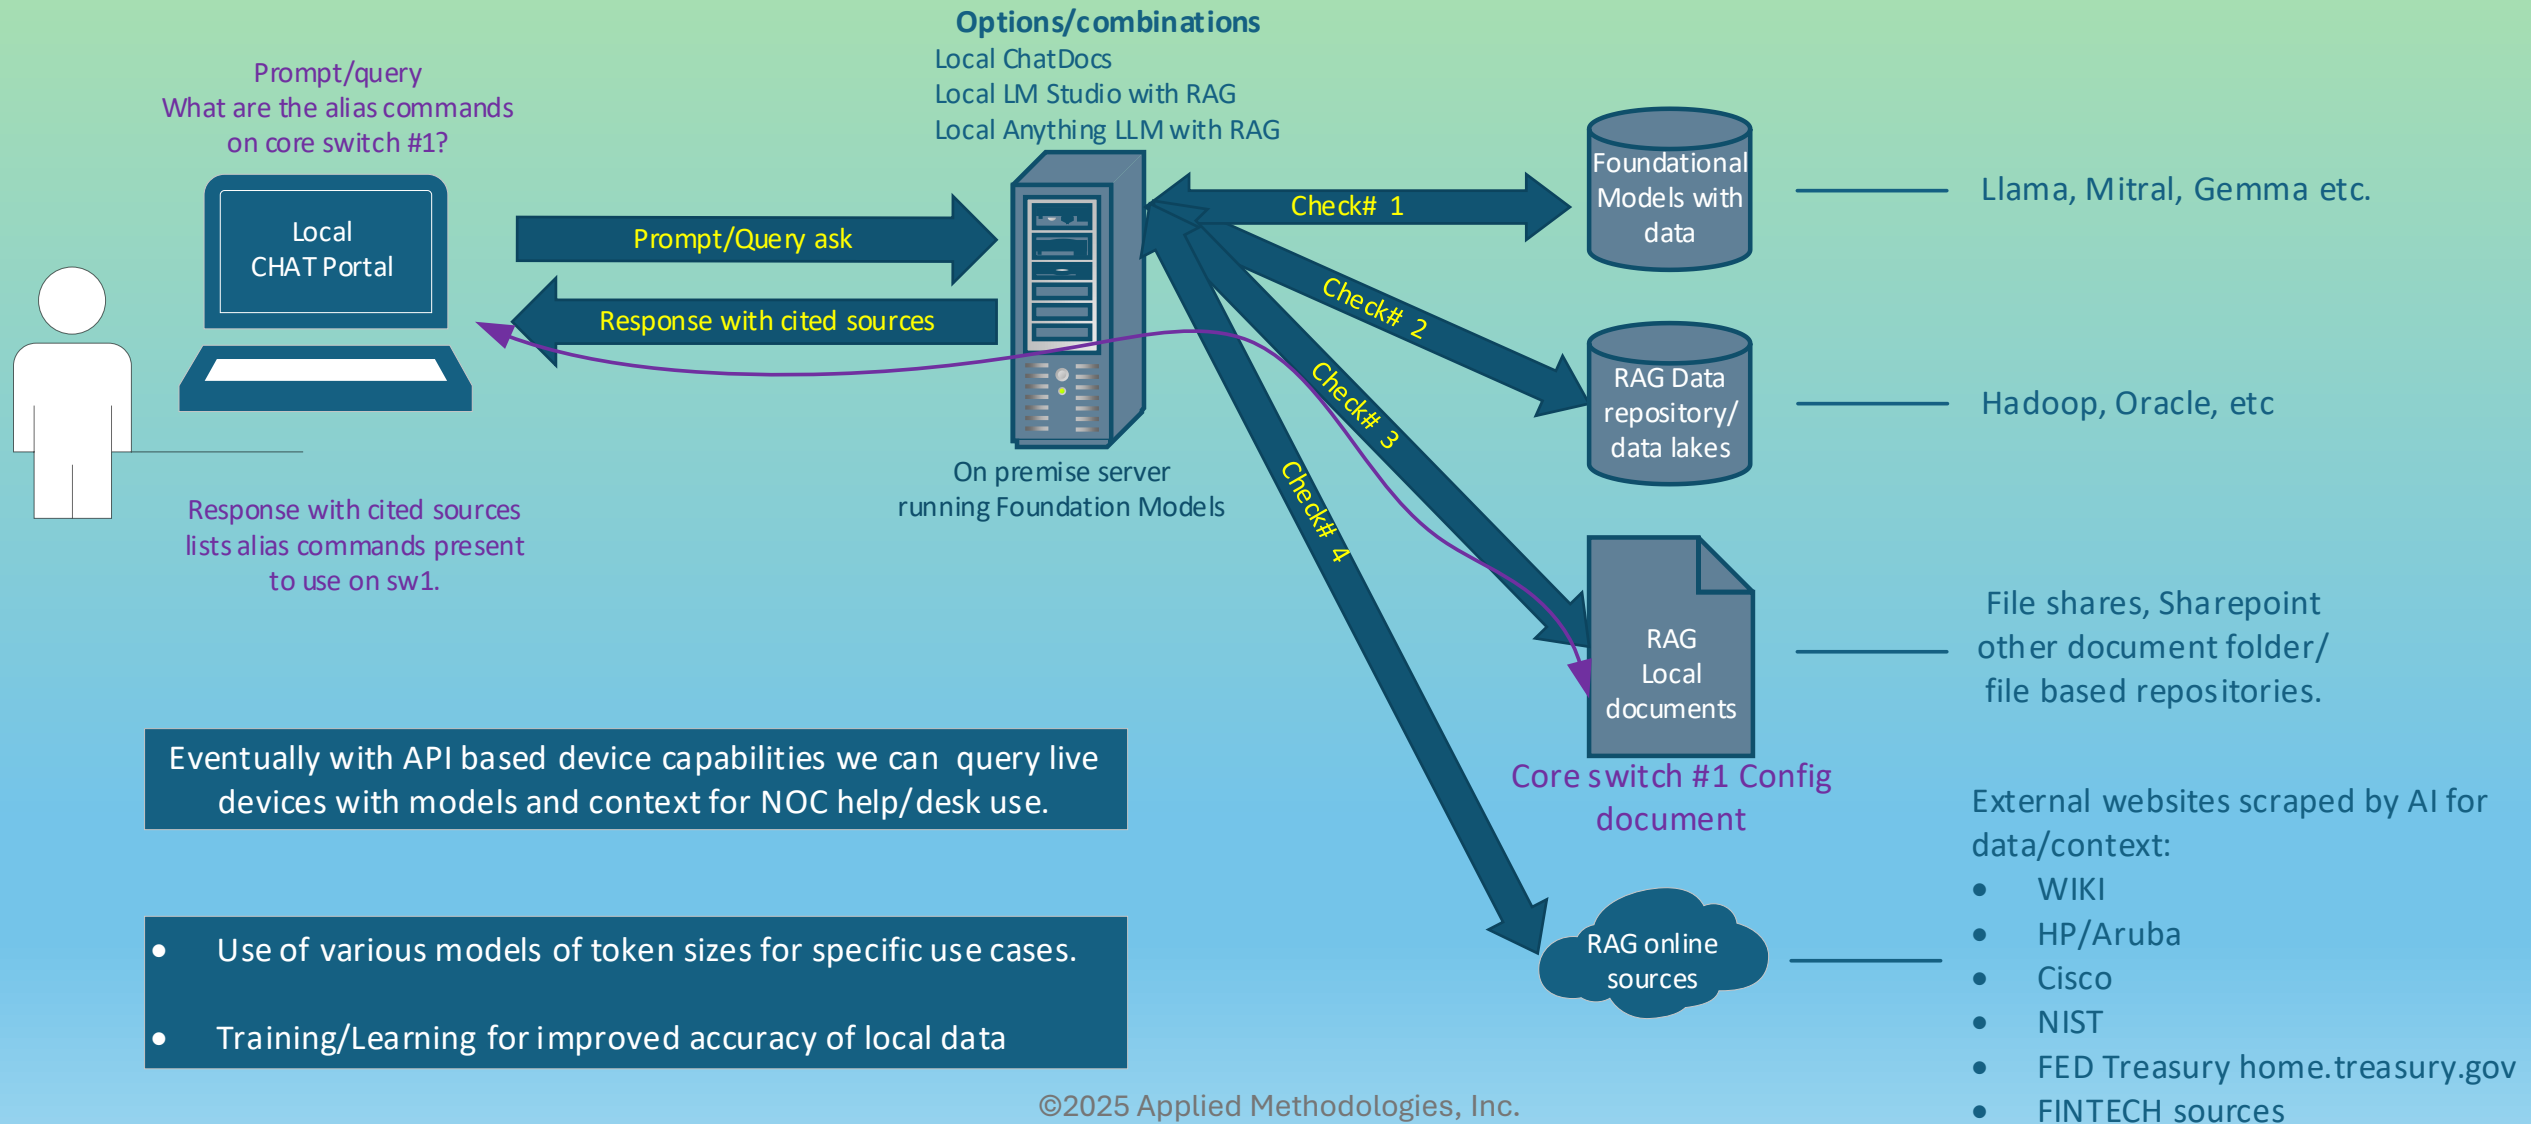 Options/combinations
Local ChatDocs
Local LM Studio with RAG
Local Anything LLM with RAG
Prompt/query
What are the alias commands
on core switch #1?
Local
CHAT Portal
Prompt/Query ask
Response with cited sources
Response with cited sources
lists alias commands present
to use on sw1.
On premise server
running Foundation Models
Check# 1
Check# 2
Check# 3
Check# 4
Foundational
Models with
data
Llama, Mitral, Gemma etc.
RAG Data
repository/
data lakes
Hadoop, Oracle, etc
RAG
Local
documents
File shares, Sharepoint
other document folder/
file based repositories.
Core switch #1 Config
document
RAG online
sources
External websites scraped by AI for
data/context:
• WIKI
• HP/Aruba
• Cisco
• NIST
• FED Treasury home.treasury.gov
• FINTECH sources
Eventually with API based device capabilities we can query live
devices with models and context for NOC help/desk use.
• Use of various models of token sizes for specific use cases.
• Training/Learning for improved accuracy of local data
©2025 Applied Methodologies, Inc.